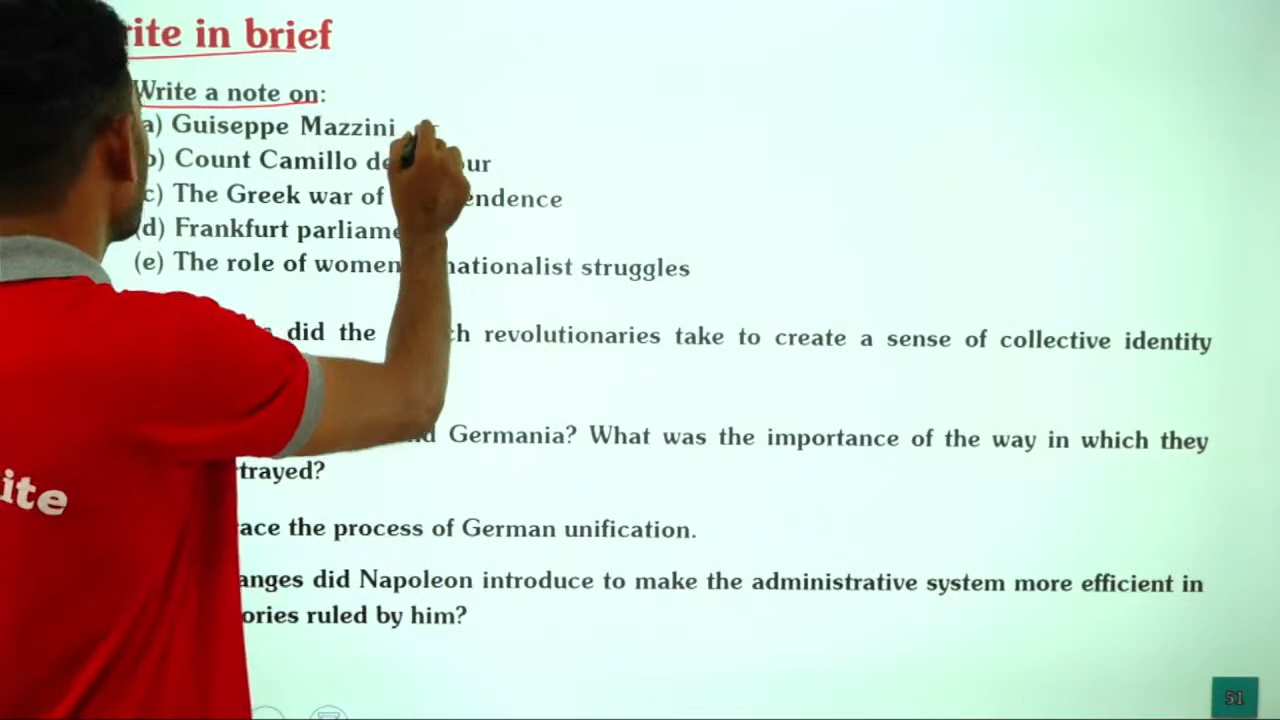 rite in brief
Write a note on:
a) Guiseppe Mazzini
b) Count Camillo de ur
(c) The Greek war of endence
(d) Frankfurt parliame
(e) The role of women nationalist struggles
did the h revolutionaries take to create a sense of collective identity
d Germania? What was the importance of the way in which they
trayed?
ace the process of German unification.
anges did Napoleon introduce to make the administrative system more efficient in
ories ruled by him?
ite
51